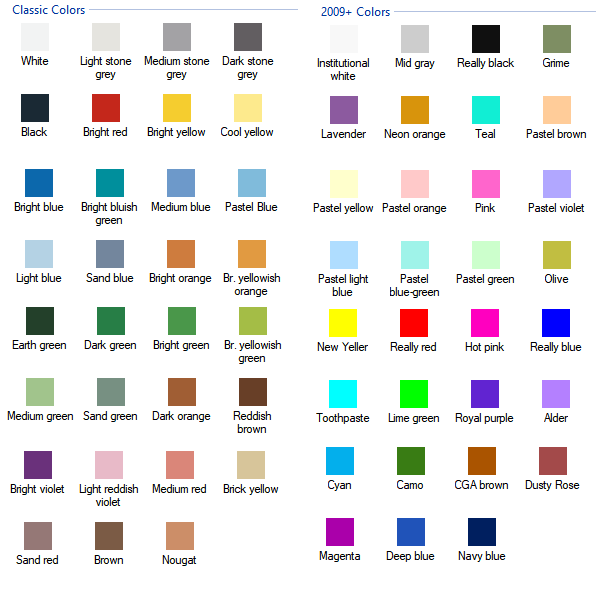 Classic Colors
White
Light stone
grey
Medium stone
grey
Dark stone
grey
Black
Bright red
Bright yellow
Cool yellow
Bright blue
Bright bluish
green
Medium blue
Pastel Blue
Light blue
Sand blue
Bright orange
Br. yellowish
orange
Earth green
Dark green
Bright green
Br. yellowish
green
Medium green
Sand green
Dark orange
Reddish
brown
Bright violet
Light reddish
violet
Medium red
Brick yellow
Sand red
Brown
Nougat
2009+ Colors
Institutional
white
Mid gray
Really black
Grime
Lavender
Neon orange
Teal
Pastel brown
Pastel yellow
Pastel orange
Pink
Pastel violet
Pastel light
blue
Pastel
blue-green
Pastel green
Olive
New Yeller
Really red
Hot pink
Really blue
Toothpaste
Lime green
Royal purple
Alder
Cyan
Camo
CGA brown
Dusty Rose
Magenta
Deep blue
Navy blue